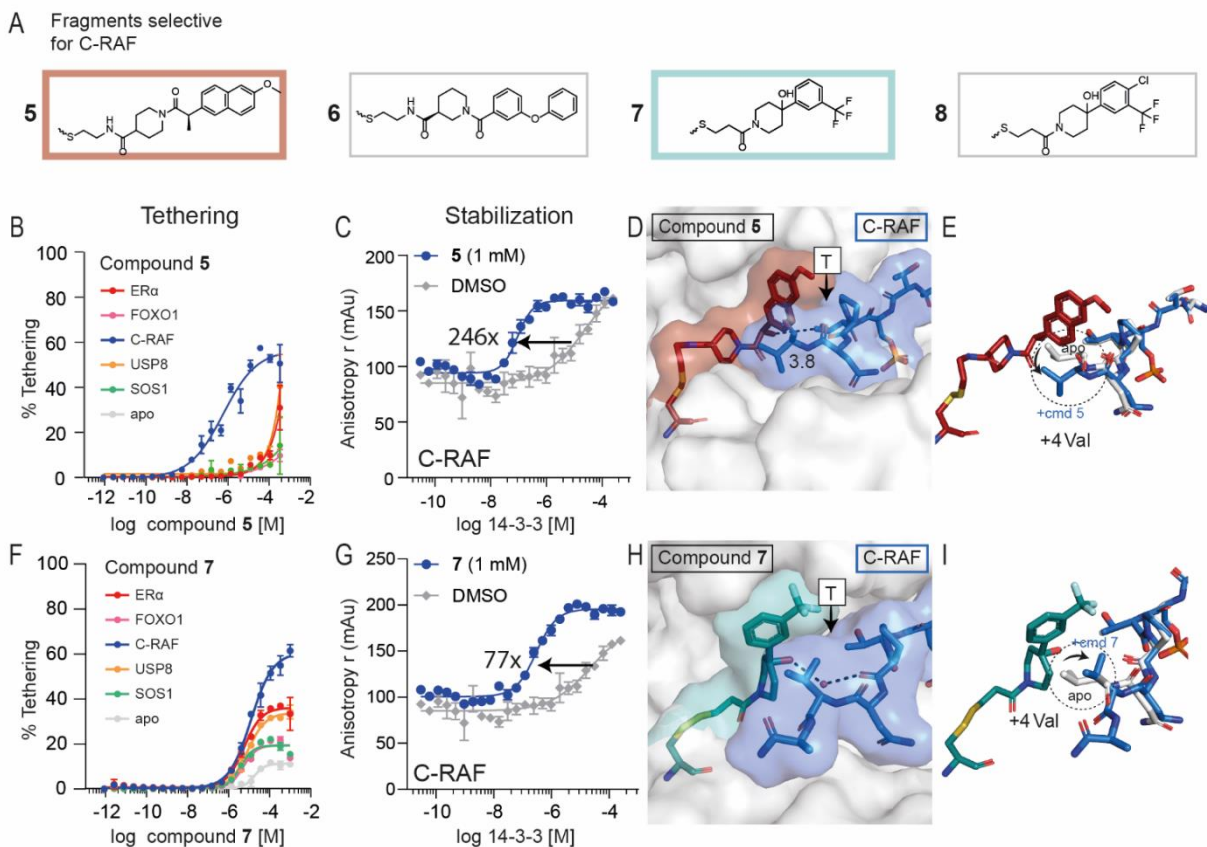 A
Fragments selective
for C-RAF
5
S
H
N
O
N
O
O
6
S
H
N
O
N
O
O
7
S
O
N
OH
F
F
F
8
S
O
N
OH
Cl
F
F
F
Tethering
Stabilization
B
% Tethering
100
80
60
40
20
0
Compound 5
ERα
FOXO1
C-RAF
USP8
SOS1
apo
-12
-10
-8
-6
-4
-2
log compound 5 [M]
C
Anisotropy r (mAu)
200
150
100
50
0
5 (1 mM)
DMSO
246x
C-RAF
-10
-8
-6
-4
log 14-3-3 [M]
D
Compound 5
C-RAF
T
3.8
E
apo
+cmd 5
+4 Val
F
% Tethering
100
80
60
40
20
0
Compound 7
ERα
FOXO1
C-RAF
USP8
SOS1
apo
-12
-10
-8
-6
-4
-2
log compound 7 [M]
G
Anisotropy r (mAu)
250
200
150
100
50
0
7 (1 mM)
DMSO
77x
C-RAF
-10
-8
-6
-4
log 14-3-3 [M]
H
Compound 7
C-RAF
T
I
+cmd 7
apo
+4 Val